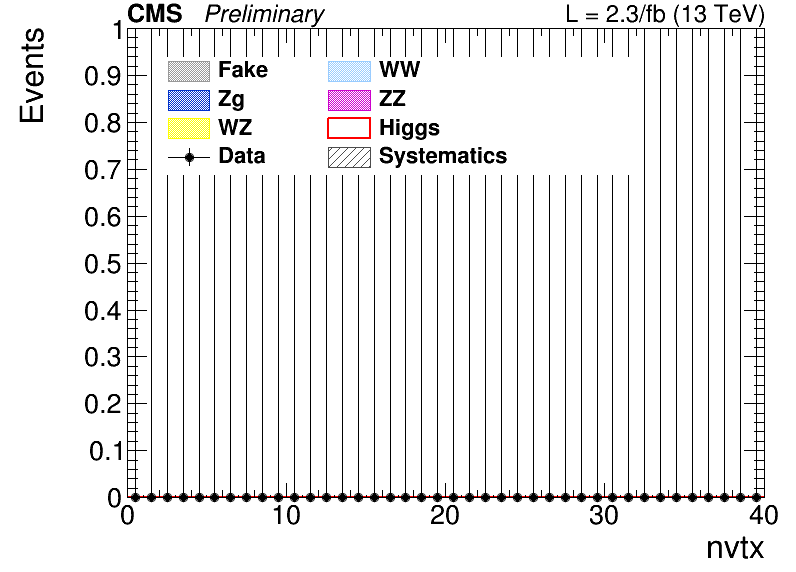 CMS Preliminary L = 2.3/fb (13 TeV)
Events
1
0.9
0.8
0.7
0.6
0.5
0.4
0.3
0.2
0.1
0
Fake WW
Zg ZZ
WZ Higgs
Data Systematics
0 10 20 30 40
nvtx